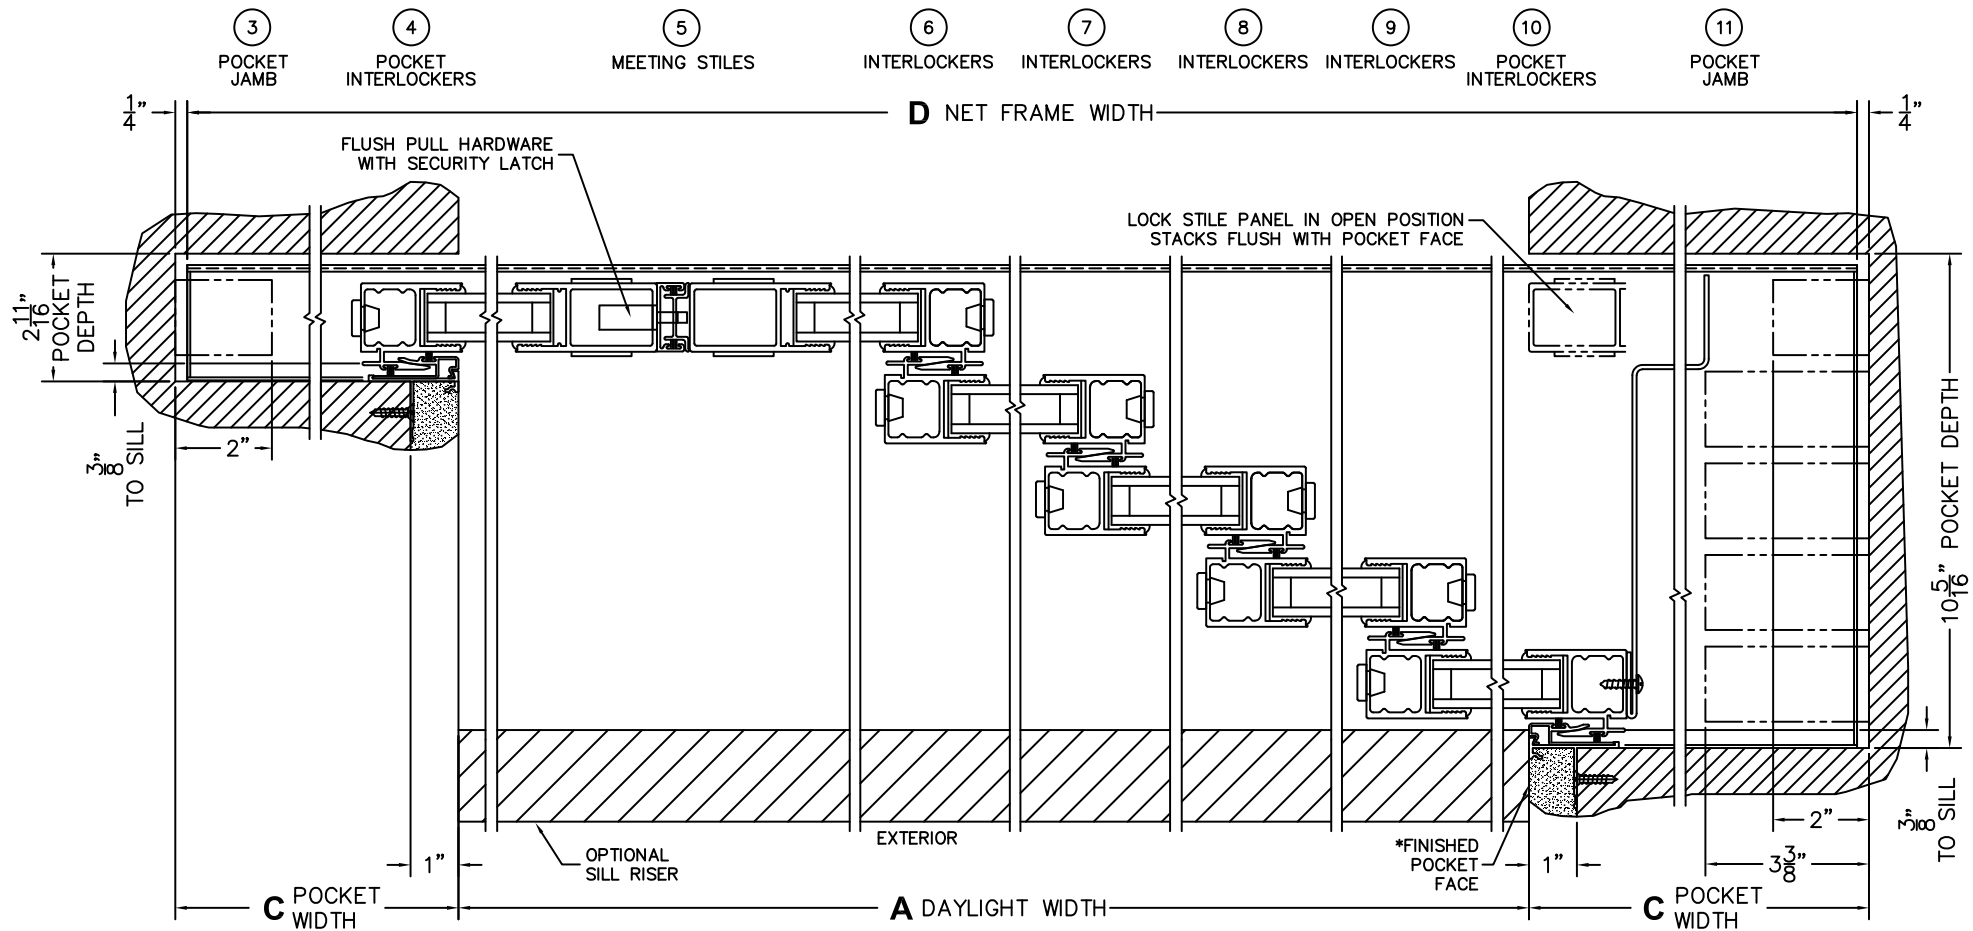 3
POCKET
JAMB
4
POCKET
INTERLOCKERS
5
MEETING STILES
6
INTERLOCKERS
7
INTERLOCKERS
8
INTERLOCKERS
9
INTERLOCKERS
10
POCKET
INTERLOCKERS
11
POCKET
JAMB
1/4"
D NET FRAME WIDTH
1/4"
FLUSH PULL HARDWARE
WITH SECURITY LATCH
LOCK STILE PANEL IN OPEN POSITION
STACKS FLUSH WITH POCKET FACE
2 11/16"
POCKET
DEPTH
10 5/16" POCKET DEPTH
2"
3/8"
TO SILL
2"
3/8"
TO SILL
EXTERIOR
OPTIONAL
SILL RISER
1"
*FINISHED
POCKET
FACE
1"
3 3/8"
C POCKET
WIDTH
A DAYLIGHT WIDTH
C POCKET
WIDTH